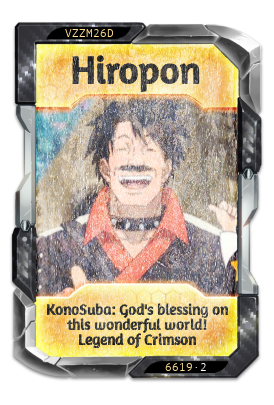 VZZM26D
Hiropon
KonoSuba: God's blessing on
this wonderful world!
Legend of Crimson
6619·2